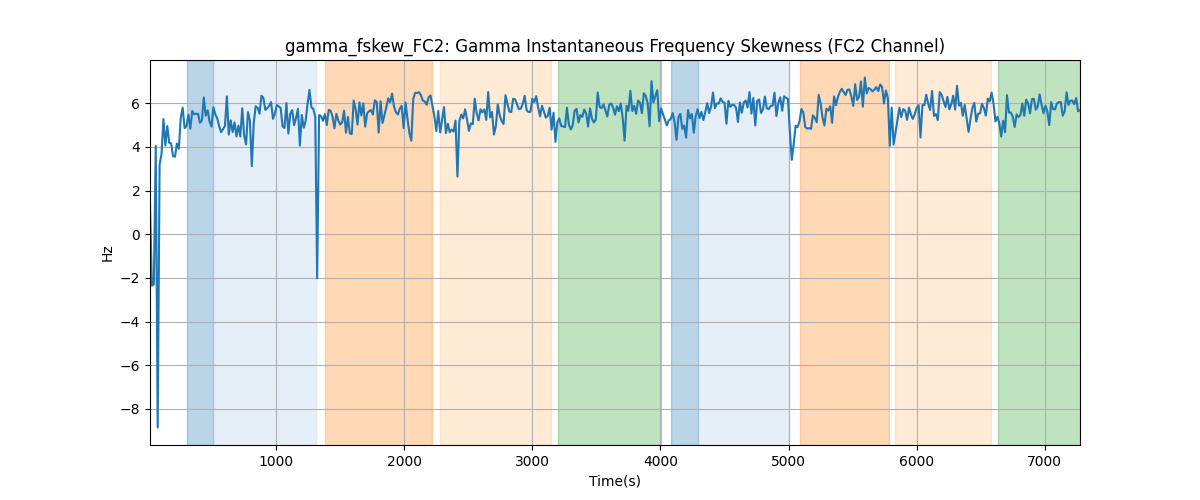 gamma_fskew_FC2: Gamma Instantaneous Frequency Skewness (FC2 Channel)
6
4
2
0
−2
−4
−6
−8
Hz
1000 2000 3000 4000 5000 6000 7000
Time(s)